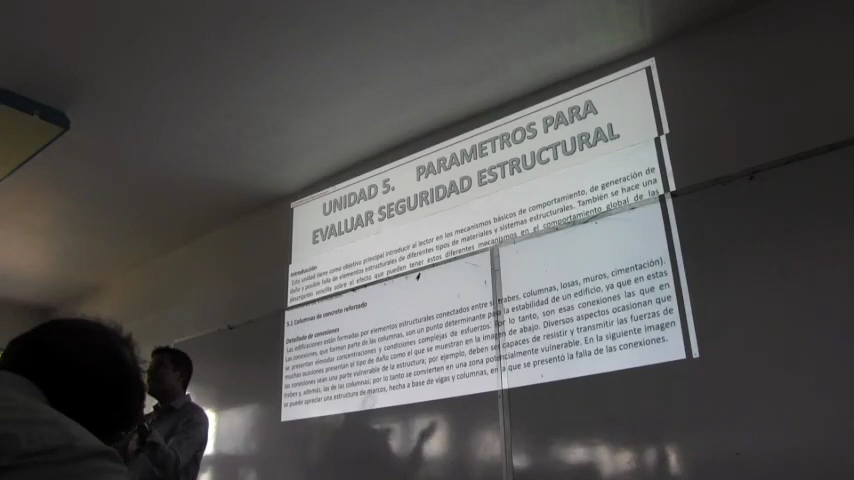 UNIDAD 5. PARAMETROS PARA
EVALUAR SEGURIDAD ESTRUCTURAL
Introducción
Esta unidad tiene como objetivo principal introducir al lector en los mecanismos básicos de comportamiento, de generación de
daño y posible falla de elementos estructurales de diferentes tipos de materiales y sistemas estructurales. También se hace una
descripción sencilla sobre el efecto que pueden tener estos diferentes mecanismos en el comportamiento global de las
5.1 Columnas de concreto reforzado
Detallado de conexiones
Las edificaciones están formadas por elementos estructurales conectados entre si trabes, columnas, losas, muros, cimentación).
Las conexiones, que forman parte de las columnas, son un punto determinante para la estabilidad de un edificio, ya que en estas
se presentan elevadas concentraciones y condiciones complejas de esfuerzos. Por lo tanto, son esas conexiones las que en
muchas ocasiones presentan el tipo de daño como el que se muestran en la imagen de abajo. Diversos aspectos ocasionan que
las conexiones sean una parte vulnerable de la estructura; por ejemplo, deben ser capaces de resistir y transmitir las fuerzas de
trabes y, además, las de las columnas; por lo tanto se convierten en una zona potencialmente vulnerable. En la siguiente imagen
se puede apreciar una estructura de marcos, hecha a base de vigas y columnas, en la que se presentó la falla de las conexiones.